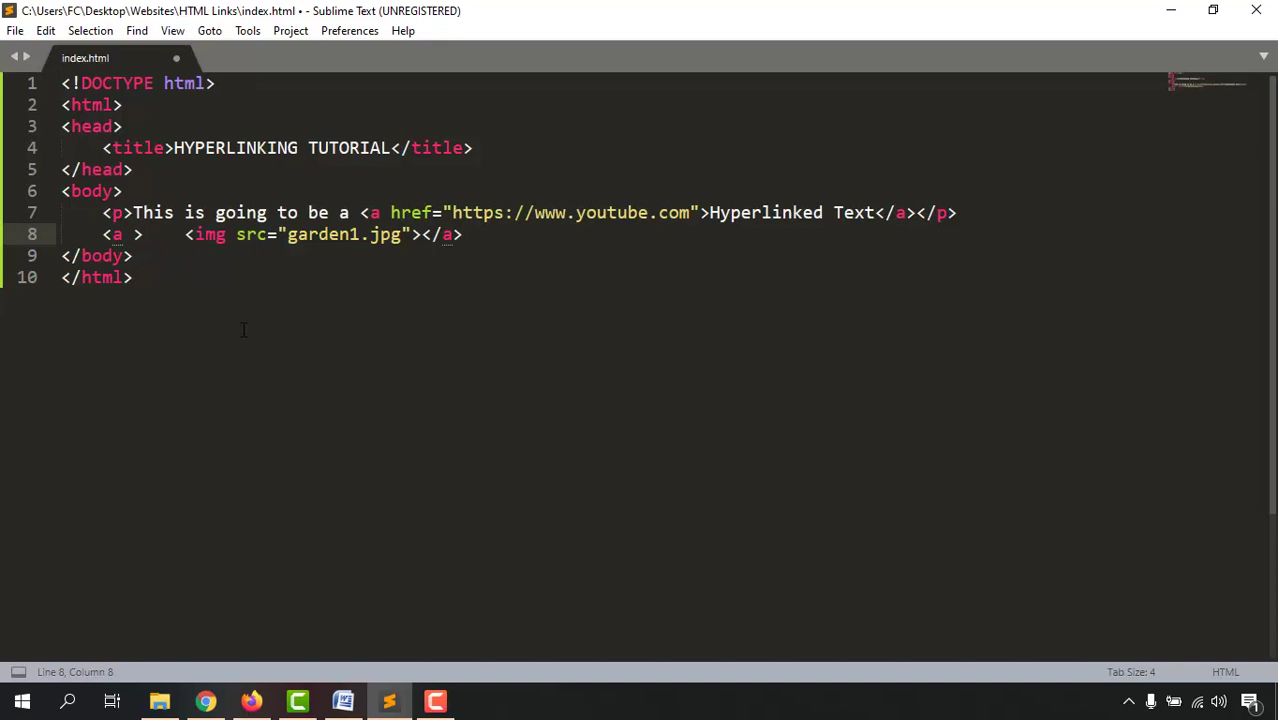 C:\Users\FC\Desktop\Websites\HTML Links\index.html • - Sublime Text (UNREGISTERED)
File Edit Selection Find View Goto Tools Project Preferences Help
index.html
1 <!DOCTYPE html>
2 <html>
3 <head>
4 <title>HYPERLINKING TUTORIAL</title>
5 </head>
6 <body>
7 <p>This is going to be a <a href="https://www.youtube.com">Hyperlinked Text</a></p>
8 <a > <img src="garden1.jpg"></a>
9 </body>
10 </html>
Line 8, Column 8 Tab Size: 4 HTML